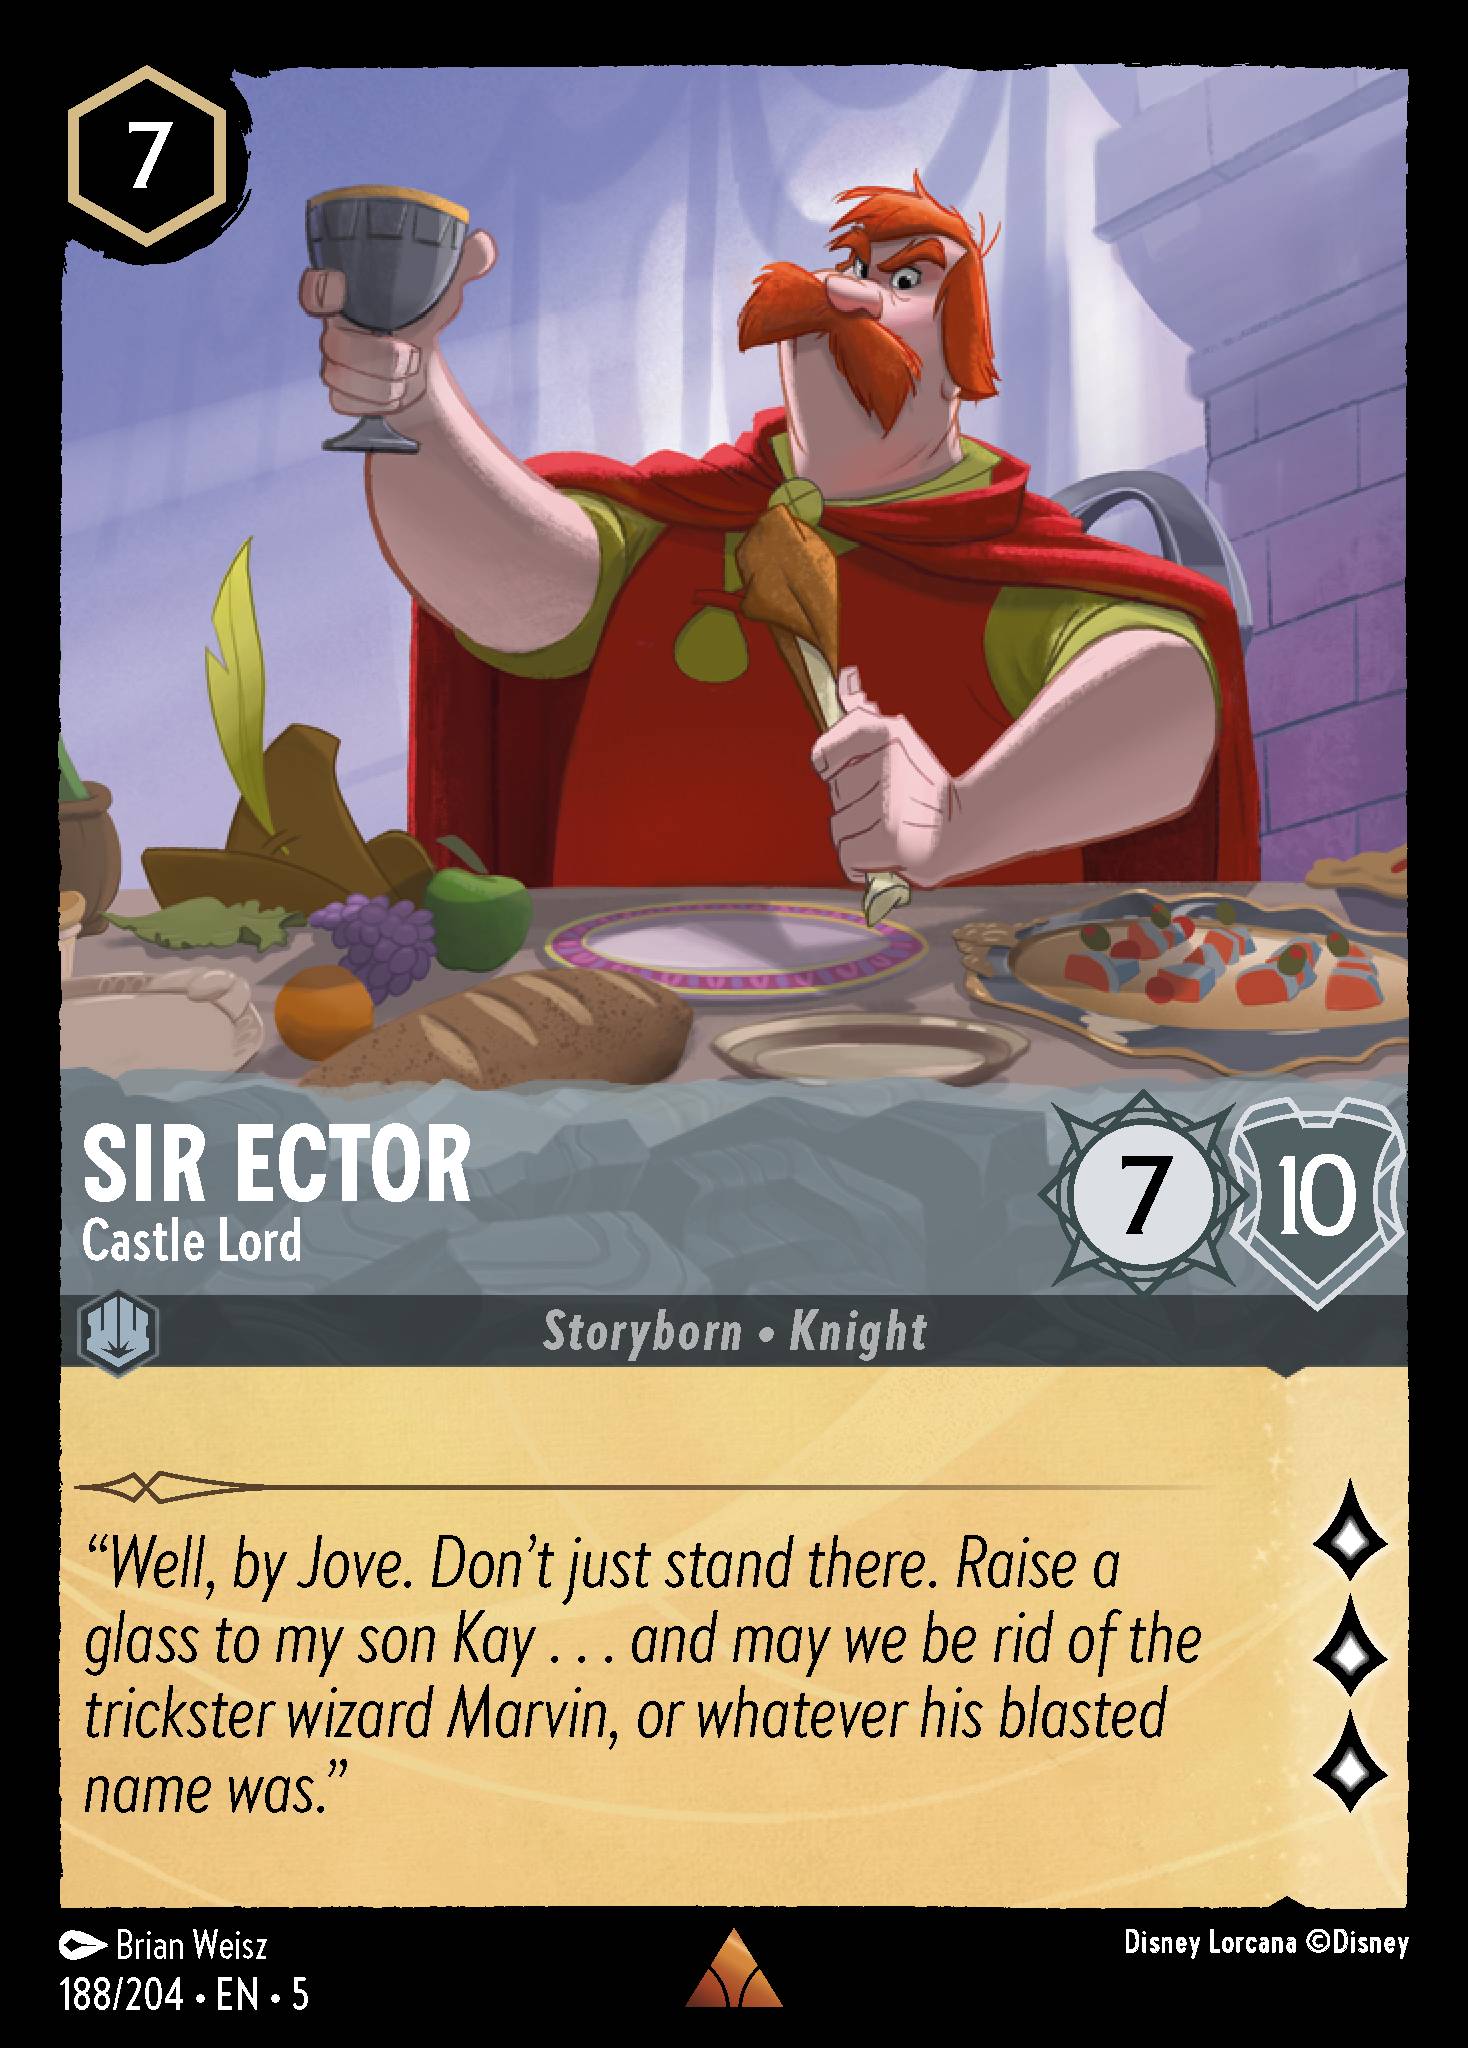 7
SIR ECTOR
Castle Lord
7
10
Storyborn • Knight
“Well, by Jove. Don’t just stand there. Raise a
glass to my son Kay . . . and may we be rid of the
trickster wizard Marvin, or whatever his blasted
name was.”
Brian Weisz
Disney Lorcana ©Disney
188/204 • EN • 5